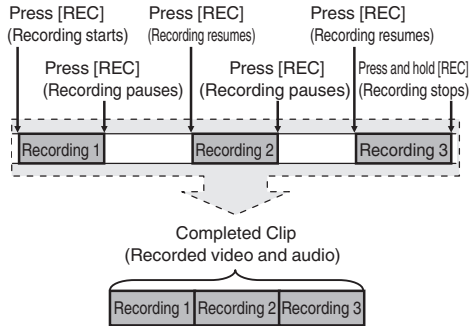 Press [REC]
(Recording starts)
Press [REC]
(Recording resumes)
Press [REC]
(Recording resumes)
Press [REC]
(Recording pauses)
Press [REC]
(Recording pauses)
Press and hold [REC]
(Recording stops)
Recording 1
Recording 2
Recording 3
Completed Clip
(Recorded video and audio)
Recording 1
Recording 2
Recording 3